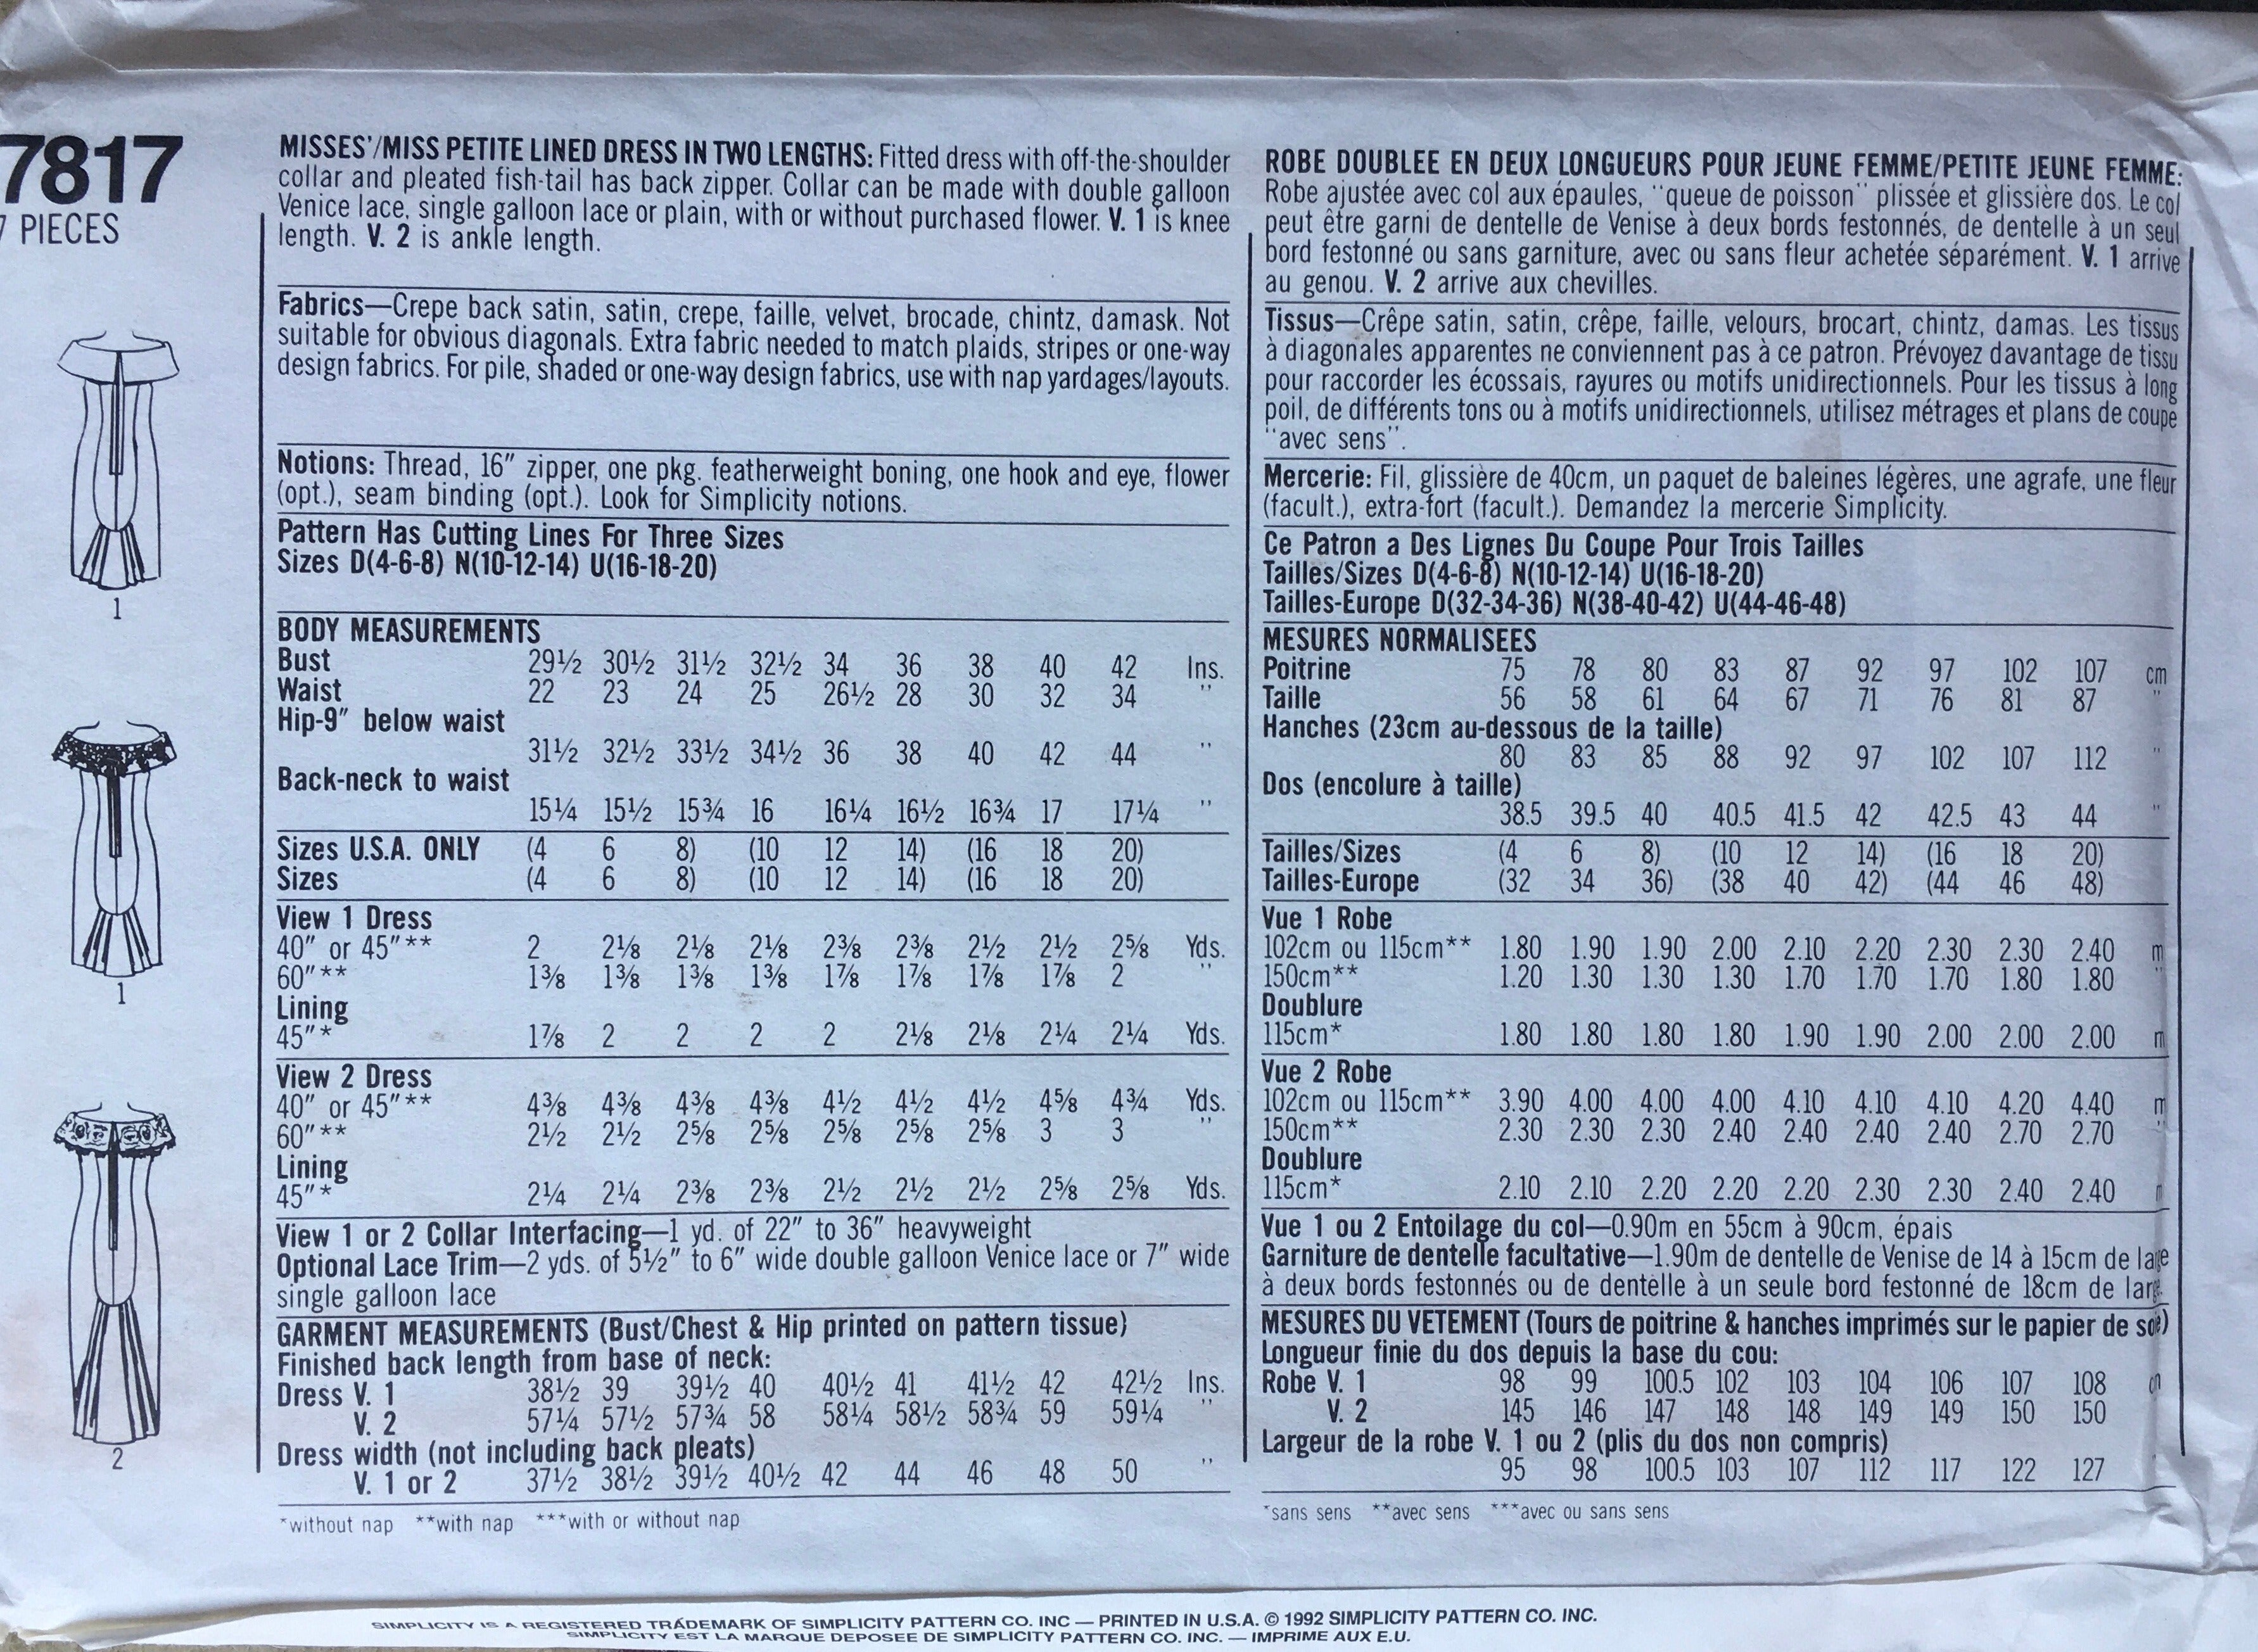 7817
7 PIECES
1
1
2
MISSES'/MISS PETITE LINED DRESS IN TWO LENGTHS: Fitted dress with off-the-shoulder
collar and pleated fish-tail has back zipper. Collar can be made with double galloon
Venice lace, single galloon lace or plain, with or without purchased flower. V. 1 is knee
length. V. 2 is ankle length.
Fabrics—Crepe back satin, satin, crepe, faille, velvet, brocade, chintz, damask. Not
suitable for obvious diagonals. Extra fabric needed to match plaids, stripes or one-way
design fabrics. For pile, shaded or one-way design fabrics, use with nap yardages/layouts.
Notions: Thread, 16" zipper, one pkg. featherweight boning, one hook and eye, flower
(opt.), seam binding (opt.). Look for Simplicity notions.
Pattern Has Cutting Lines For Three Sizes
Sizes D(4-6-8) N(10-12-14) U(16-18-20)
BODY MEASUREMENTS
Bust 29½ 30½ 31½ 32½ 34 36 38 40 42 Ins.
Waist 22 23 24 25 26½ 28 30 32 34 "
Hip-9" below waist
31½ 32½ 33½ 34½ 36 38 40 42 44 "
Back-neck to waist
15¼ 15½ 15¾ 16 16¼ 16½ 16¾ 17 17¼ "
Sizes U.S.A. ONLY (4 6 8) (10 12 14) (16 18 20)
Sizes (4 6 8) (10 12 14) (16 18 20)
View 1 Dress
40" or 45"** 2 2⅛ 2⅛ 2⅛ 2⅜ 2⅜ 2½ 2½ 2⅝ Yds.
60"** 1⅜ 1⅜ 1⅜ 1⅜ 1⅞ 1⅞ 1⅞ 1⅞ 2 "
Lining
45"* 1⅞ 2 2 2 2 2⅛ 2⅛ 2¼ 2¼ Yds.
View 2 Dress
40" or 45"** 4⅜ 4⅜ 4⅜ 4⅜ 4½ 4½ 4½ 4⅝ 4¾ Yds.
60"** 2½ 2½ 2⅝ 2⅝ 2⅝ 2⅝ 2⅝ 3 3 "
Lining
45"* 2¼ 2¼ 2⅜ 2⅜ 2½ 2½ 2½ 2⅝ 2⅝ Yds.
View 1 or 2 Collar Interfacing—1 yd. of 22" to 36" heavyweight
Optional Lace Trim—2 yds. of 5½" to 6" wide double galloon Venice lace or 7" wide
single galloon lace
GARMENT MEASUREMENTS (Bust/Chest & Hip printed on pattern tissue)
Finished back length from base of neck:
Dress V. 1 38½ 39 39½ 40 40½ 41 41½ 42 42½ Ins.
V. 2 57¼ 57½ 57¾ 58 58¼ 58½ 58¾ 59 59¼ "
Dress width (not including back pleats)
V. 1 or 2 37½ 38½ 39½ 40½ 42 44 46 48 50 "
*without nap **with nap ***with or without nap
ROBE DOUBLEE EN DEUX LONGUEURS POUR JEUNE FEMME/PETITE JEUNE FEMME:
Robe ajustée avec col aux épaules, "queue de poisson" plissée et glissière dos. Le col
peut être garni de dentelle de Venise à deux bords festonnés, de dentelle à un seul
bord festonné ou sans garniture, avec ou sans fleur achetée séparément. V. 1 arrive
au genou. V. 2 arrive aux chevilles.
Tissus—Crêpe satin, satin, crêpe, faille, velours, brocart, chintz, damas. Les tissus
à diagonales apparentes ne conviennent pas à ce patron. Prévoyez davantage de tissu
pour raccorder les écossais, rayures ou motifs unidirectionnels. Pour les tissus à long
poil, de différents tons ou à motifs unidirectionnels, utilisez métrages et plans de coupe
"avec sens".
Mercerie: Fil, glissière de 40cm, un paquet de baleines légères, une agrafe, une fleur
(facult.), extra-fort (facult.). Demandez la mercerie Simplicity.
Ce Patron a Des Lignes Du Coupe Pour Trois Tailles
Tailles/Sizes D(4-6-8) N(10-12-14) U(16-18-20)
Tailles-Europe D(32-34-36) N(38-40-42) U(44-46-48)
MESURES NORMALISEES
Poitrine 75 78 80 83 87 92 97 102 107 cm
Taille 56 58 61 64 67 71 76 81 87 "
Hanches (23cm au-dessous de la taille)
80 83 85 88 92 97 102 107 112 "
Dos (encolure à taille)
38.5 39.5 40 40.5 41.5 42 42.5 43 44 "
Tailles/Sizes (4 6 8) (10 12 14) (16 18 20)
Tailles-Europe (32 34 36) (38 40 42) (44 46 48)
Vue 1 Robe
102cm ou 115cm** 1.80 1.90 1.90 2.00 2.10 2.20 2.30 2.30 2.40 m
150cm** 1.20 1.30 1.30 1.30 1.70 1.70 1.70 1.80 1.80 "
Doublure
115cm* 1.80 1.80 1.80 1.80 1.90 1.90 2.00 2.00 2.00 m
Vue 2 Robe
102cm ou 115cm** 3.90 4.00 4.00 4.00 4.10 4.10 4.10 4.20 4.40 m
150cm** 2.30 2.30 2.30 2.40 2.40 2.40 2.40 2.70 2.70 "
Doublure
115cm* 2.10 2.10 2.20 2.20 2.20 2.30 2.30 2.40 2.40 m
Vue 1 ou 2 Entoilage du col—0.90m en 55cm à 90cm, épais
Garniture de dentelle facultative—1.90m de dentelle de Venise de 14 à 15cm de large
à deux bords festonnés ou de dentelle à un seule bord festonné de 18cm de large
MESURES DU VETEMENT (Tours de poitrine & hanches imprimés sur le papier de soie)
Longueur finie du dos depuis la base du cou:
Robe V. 1 98 99 100.5 102 103 104 106 107 108 cm
V. 2 145 146 147 148 148 149 149 150 150
Largeur de la robe V. 1 ou 2 (plis du dos non compris)
95 98 100.5 103 107 112 117 122 127
*sans sens **avec sens ***avec ou sans sens
SIMPLICITY IS A REGISTERED TRADEMARK OF SIMPLICITY PATTERN CO. INC — PRINTED IN U.S.A. © 1992 SIMPLICITY PATTERN CO. INC.
SIMPLICITY EST LA MARQUE DEPOSEE DE SIMPLICITY PATTERN CO. INC. — IMPRIME AUX E.U.